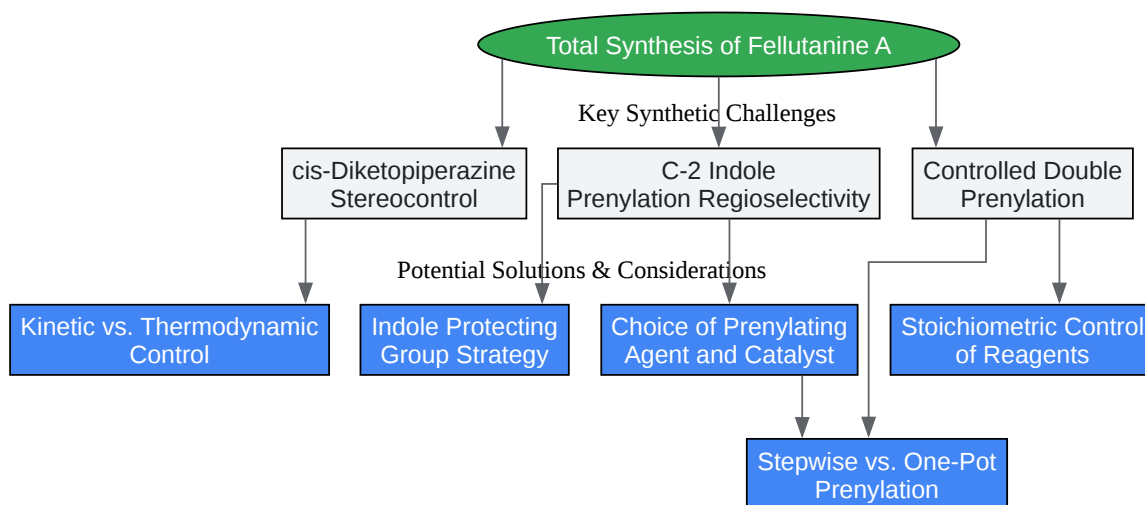 Total Synthesis of Fellutanine A
Key Synthetic Challenges
cis-Diketopiperazine
Stereocontrol
C-2 Indole
Prenylation Regioselectivity
Controlled Double
Prenylation
Potential Solutions & Considerations
Kinetic vs. Thermodynamic
Control
Indole Protecting
Group Strategy
Choice of Prenylating
Agent and Catalyst
Stoichiometric Control
of Reagents
Stepwise vs. One-Pot
Prenylation